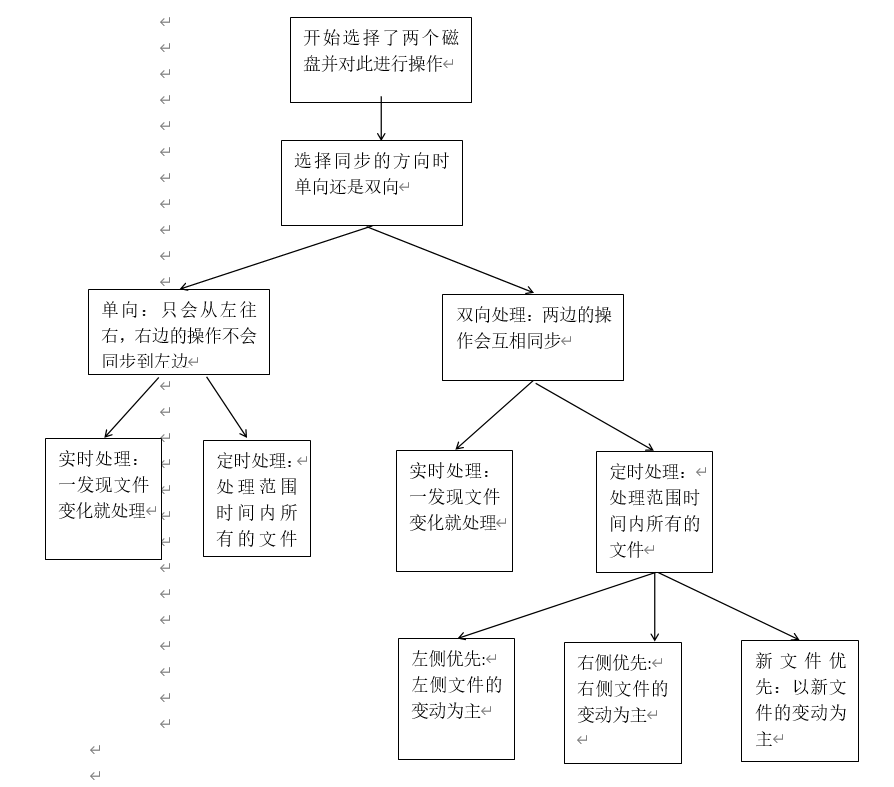 开始选择了两个磁
盘并对此进行操作
选择同步的方向时
单向还是双向
单向：只会从左往
右，右边的操作不会
同步到左边
双向处理：两边的操
作会互相同步
实时处理：
一发现文件
变化就处理
定时处理：
处理范围
时间内所
有的文件
实时处理：
一发现文件
变化就处理
定时处理：
处理范围时
间内所有的
文件
左侧优先:
左侧文件的
变动为主
右侧优先:
右侧文件的
变动为主
新文件优
先：以新文
件的变动为
主